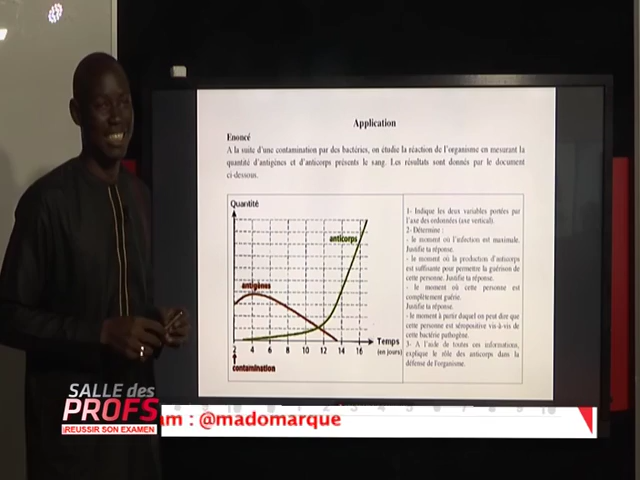 Application
Enoncé
A la suite d'une contamination par des bactéries, on étudie la réaction de l'organisme en mesurant la
quantité d'antigènes et d'anticorps présents le sang. Les résultats sont donnés par le document
ci-dessous.
Quantité
anticorps
antigènes
Temps
(en jours)
2 4 6 8 10 12 14 16
contamination
1- Indique les deux variables portées par
l'axe des ordonnées (axe vertical).
2- Détermine :
- le moment où l'infection est maximale.
Justifie ta réponse.
- le moment où la production d'anticorps
est suffisante pour permettre la guérison de
cette personne. Justifie ta réponse.
- le moment où cette personne est
complètement guérie.
Justifie ta réponse.
- le moment à partir duquel on peut dire que
cette personne est séropositive vis-à-vis de
cette bactérie pathogène.
3- A l'aide de toutes ces informations,
explique le rôle des anticorps dans la
défense de l'organisme.
SALLE des
PROFS
RÉUSSIR SON EXAMEN
am : @madomarque